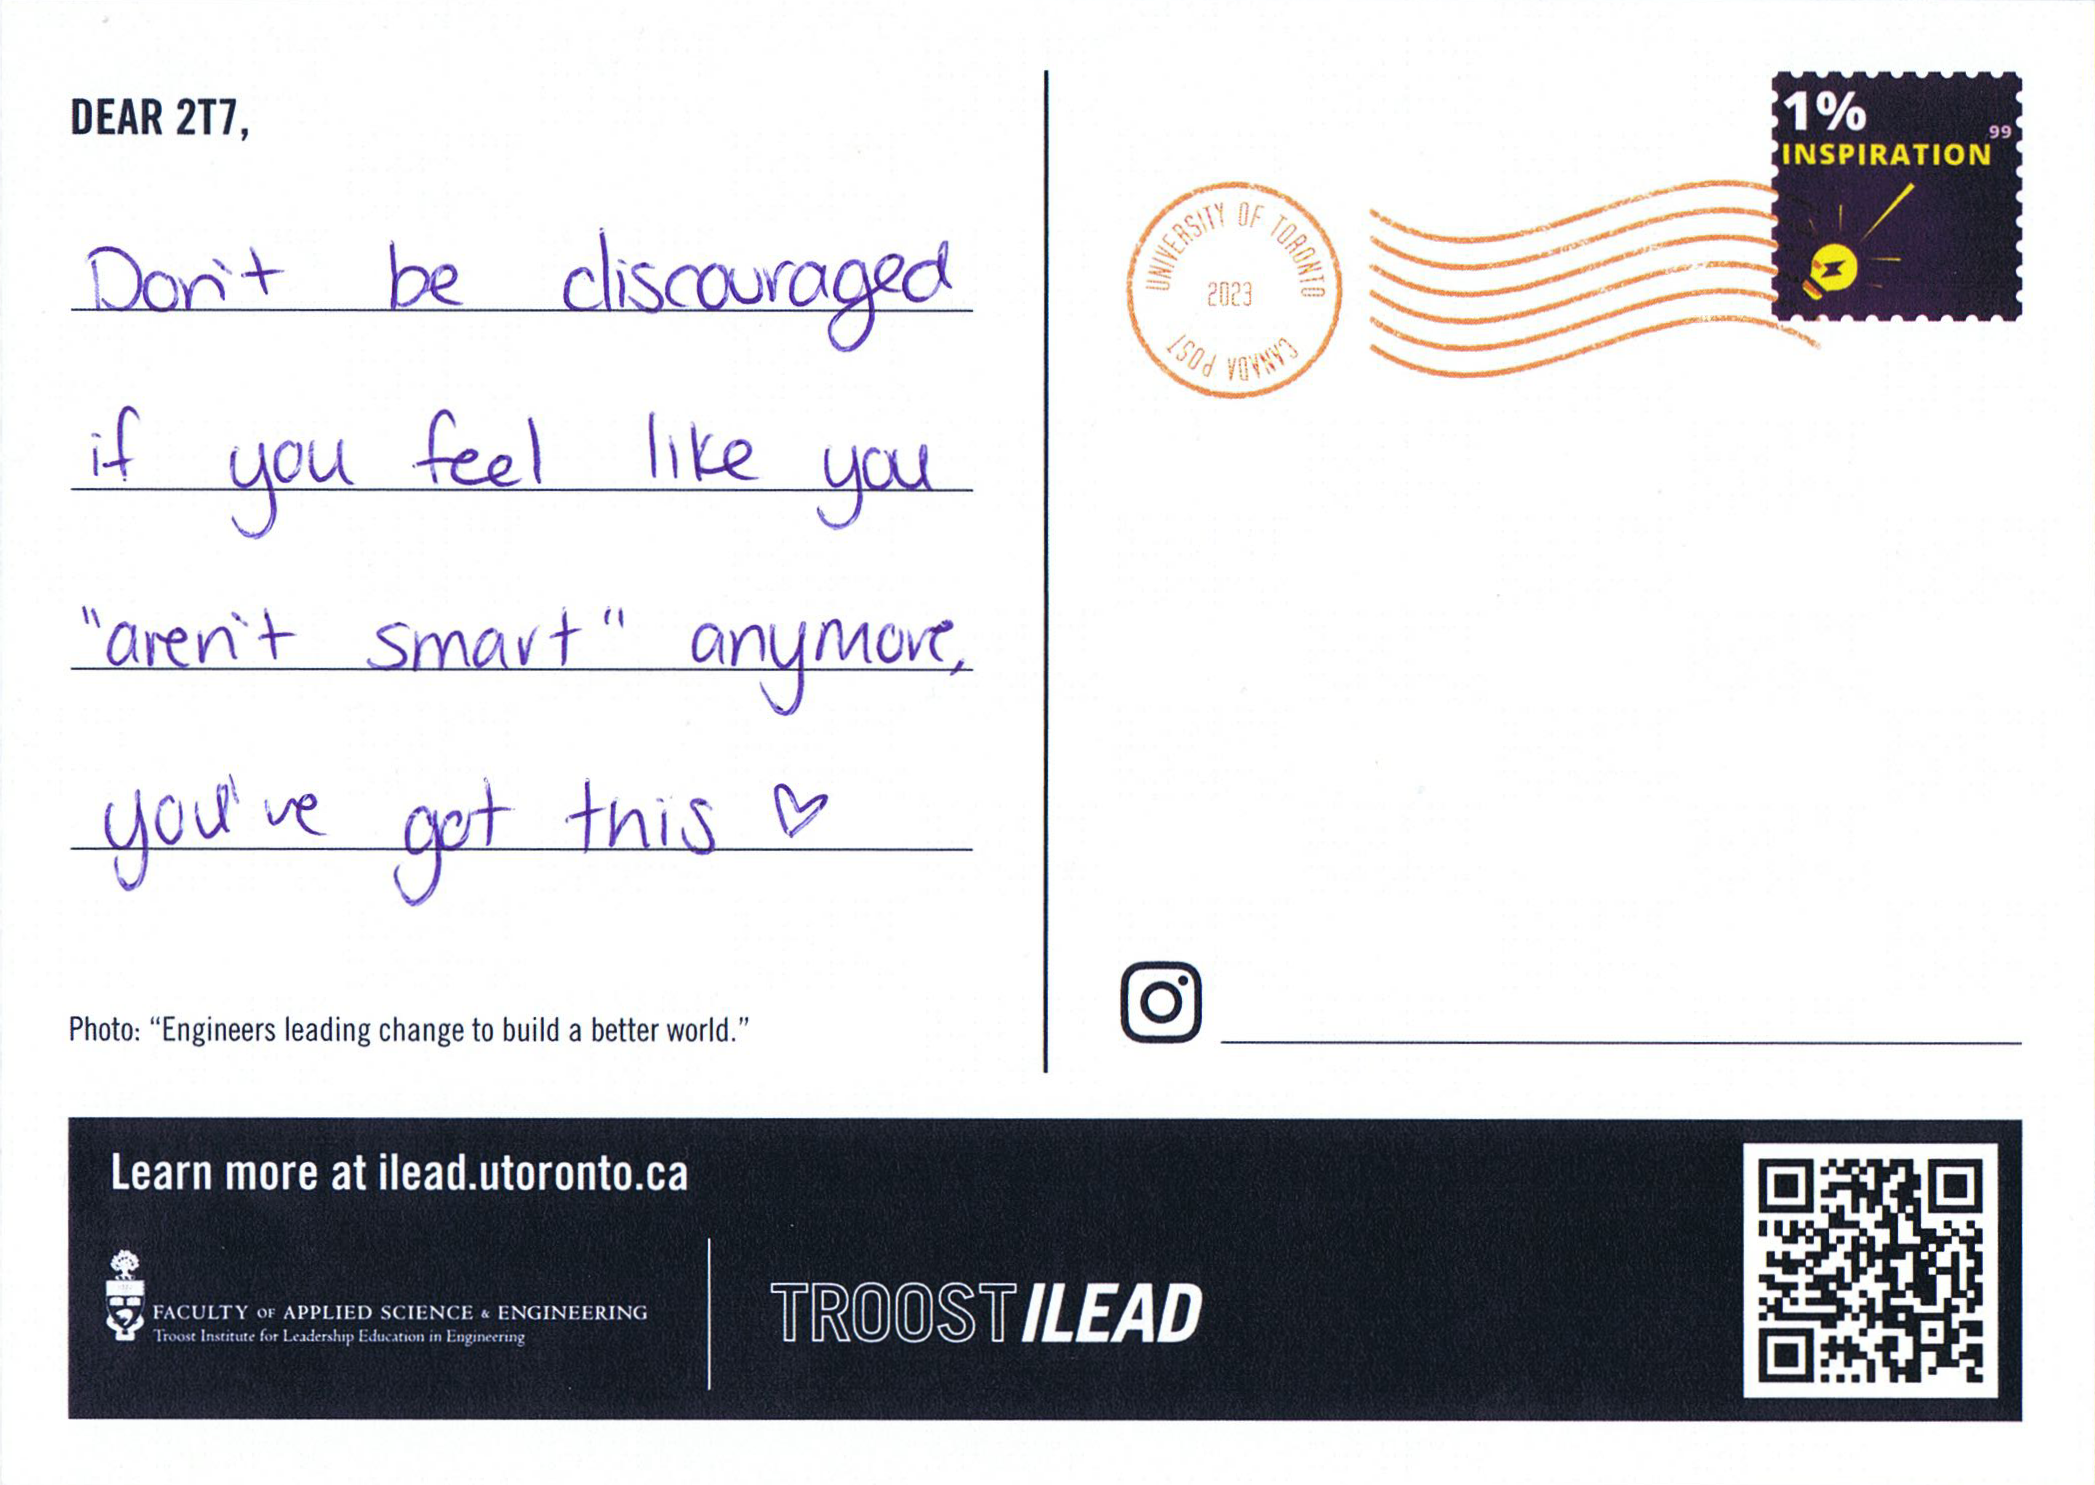 DEAR 2T7,
Don't be discouraged
if you feel like you
"aren't smart" anymore,
you've got this ♡
Photo: “Engineers leading change to build a better world.”
1%
99
INSPIRATION
UNIVERSITY OF TORONTO
2023
CANADA POST
Learn more at ilead.utoronto.ca
FACULTY OF APPLIED SCIENCE & ENGINEERING
Troost Institute for Leadership Education in Engineering
TROOST ILEAD